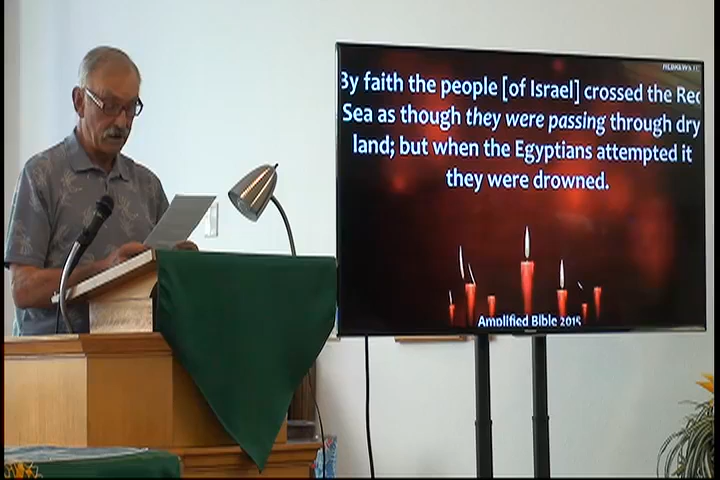 By faith the people [of Israel] crossed the Red
Sea as though they were passing through dry
land; but when the Egyptians attempted it
they were drowned.
Amplified Bible 2015